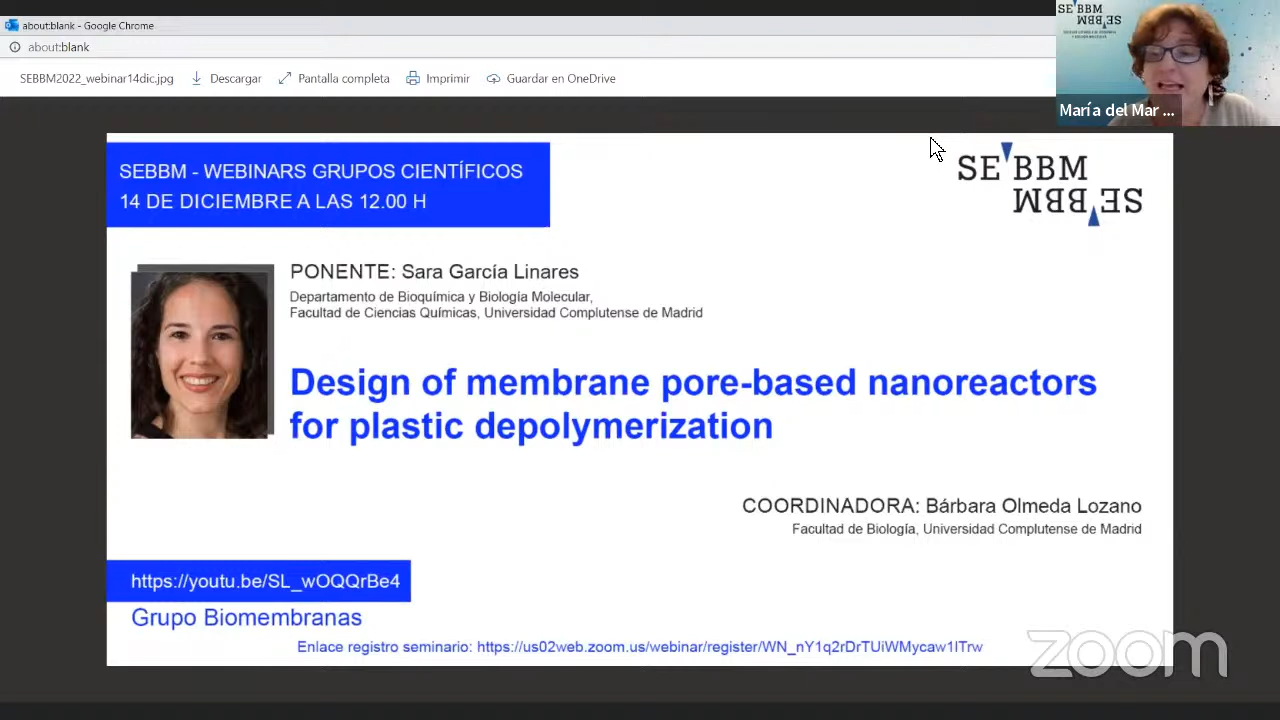 about:blank - Google Chrome
about:blank
SEBBM2022_webinar14dic.jpg
Descargar
Pantalla completa
Imprimir
Guardar en OneDrive
SEBBM
SEBBM
María del Mar ...
SEBBM - WEBINARS GRUPOS CIENTÍFICOS
14 DE DICIEMBRE A LAS 12.00 H
SEBBM
SEBBM
PONENTE: Sara García Linares
Departamento de Bioquímica y Biología Molecular,
Facultad de Ciencias Químicas, Universidad Complutense de Madrid
Design of membrane pore-based nanoreactors
for plastic depolymerization
COORDINADORA: Bárbara Olmeda Lozano
Facultad de Biología, Universidad Complutense de Madrid
https://youtu.be/SL_wOQQrBe4
Grupo Biomembranas
Enlace registro seminario: https://us02web.zoom.us/webinar/register/WN_nY1q2rDrTUiWMycaw1ITrw
zoom